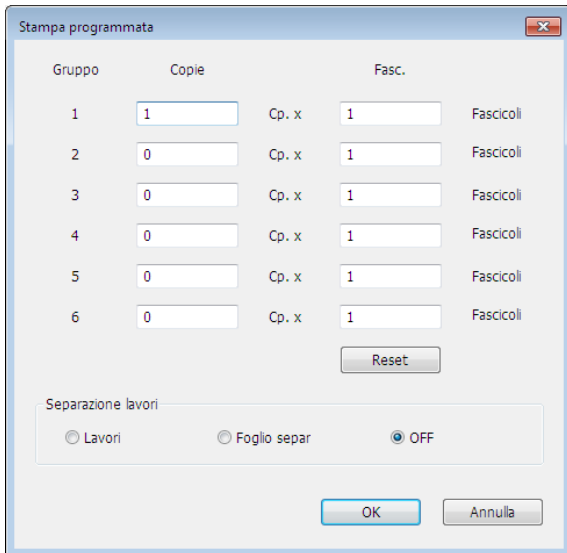 Stampa programmata
Gruppo Copie Fasc.
1 1 Cp. x 1 Fascicoli
2 0 Cp. x 1 Fascicoli
3 0 Cp. x 1 Fascicoli
4 0 Cp. x 1 Fascicoli
5 0 Cp. x 1 Fascicoli
6 0 Cp. x 1 Fascicoli
Reset
Separazione lavori
Lavori Foglio separ OFF
OK Annulla